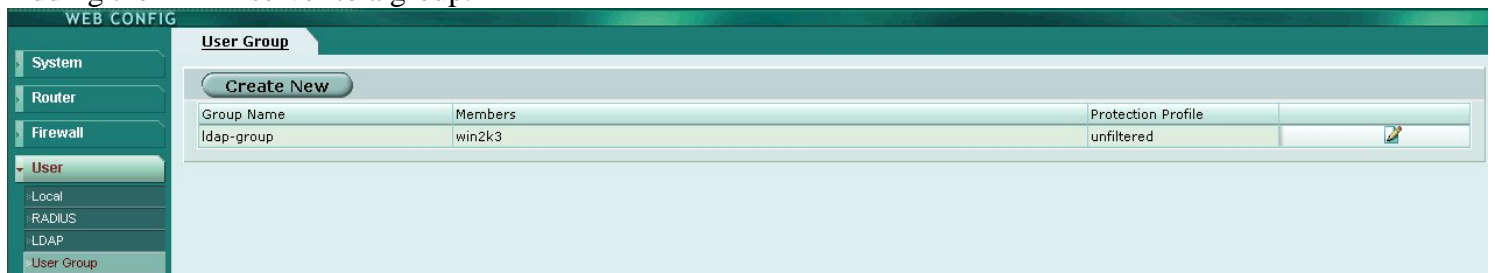 WEB CONFIG
User Group
System
Create New
Router
Group Name Members Protection Profile
Firewall
ldap-group win2k3 unfiltered
User
Local
RADIUS
LDAP
User Group